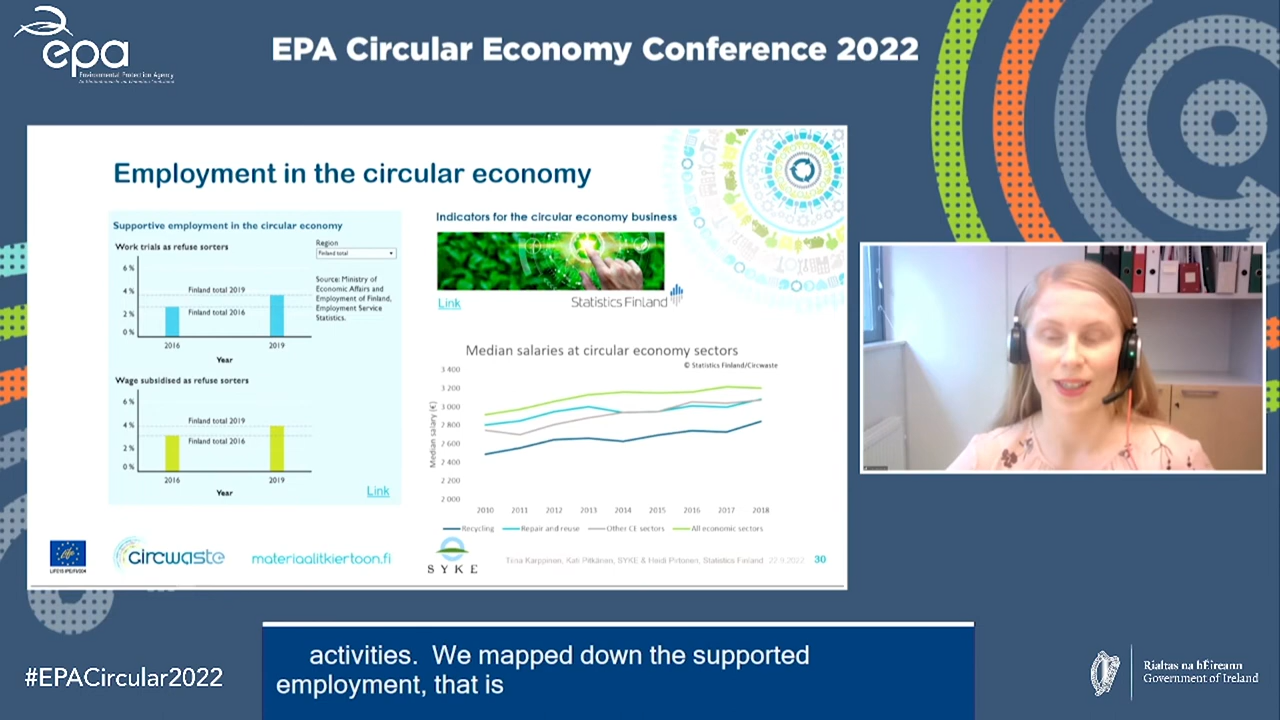 epa
Environmental Protection Agency
EPA Circular Economy Conference 2022
Employment in the circular economy
Supportive employment in the circular economy
Work trials as refuse sorters
Region
Finland total
6 %
4 %
2 %
0 %
Finland total 2019
Finland total 2016
2016
2019
Year
Source: Ministry of
Economic Affairs and
Employment of Finland,
Employment Service
Statistics.
Wage subsidised as refuse sorters
6 %
4 %
2 %
0 %
Finland total 2019
Finland total 2016
2016
2019
Year
Link
Indicators for the circular economy business
Link
Statistics Finland
Median salaries at circular economy sectors
© Statistics Finland/Circwaste
Median salary (€)
3 400
3 200
3 000
2 800
2 600
2 400
2 200
2 000
2010 2011 2012 2013 2014 2015 2016 2017 2018
Recycling Repair and reuse Other CE sectors All economic sectors
circwaste
materiaalitkiertoon.fi
SYKE
Tiina Karppinen, Kati Pitkänen, SYKE & Heidi Pirtonen, Statistics Finland 22.9.2022 30
activities. We mapped down the supported
employment, that is
#EPACircular2022
Rialtas na hÉireann
Government of Ireland